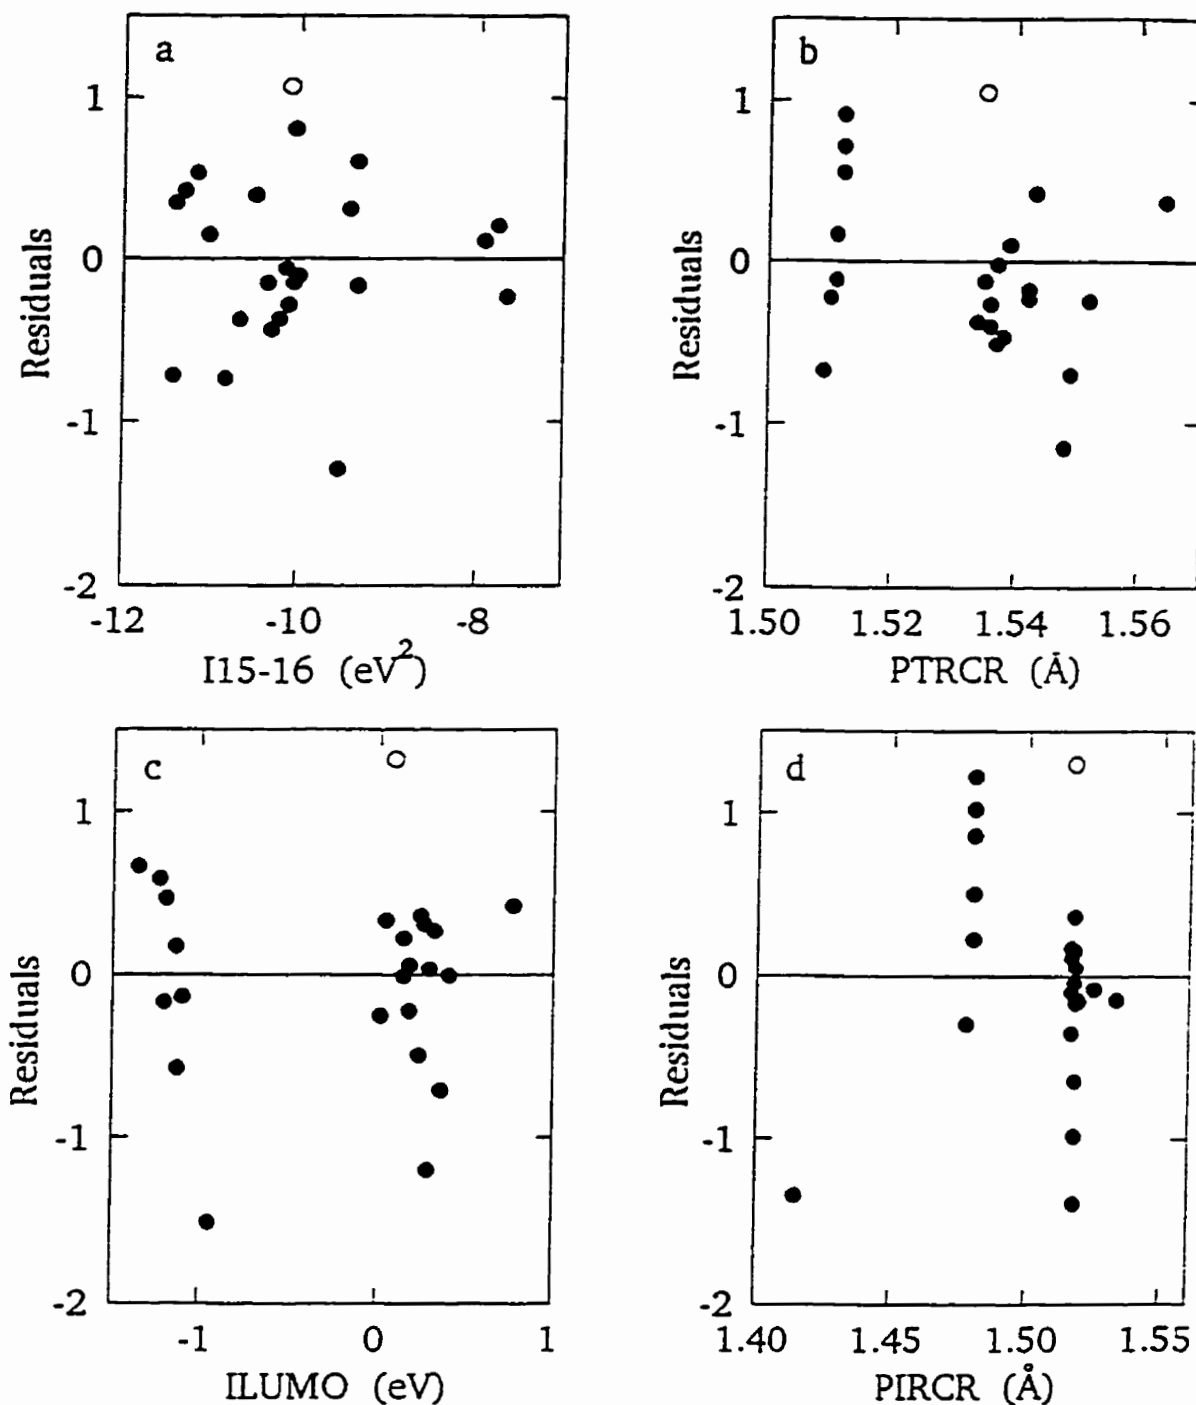 a
1
0
-1
-2
Residuals
-12 -10 -8
I15-16 (eV²)
b
1
0
-1
-2
Residuals
1.50 1.52 1.54 1.56
PTRCR (Å)
c
1
0
-1
-2
Residuals
-1 0 1
ILUMO (eV)
d
1
0
-1
-2
Residuals
1.40 1.45 1.50 1.55
PIRCR (Å)